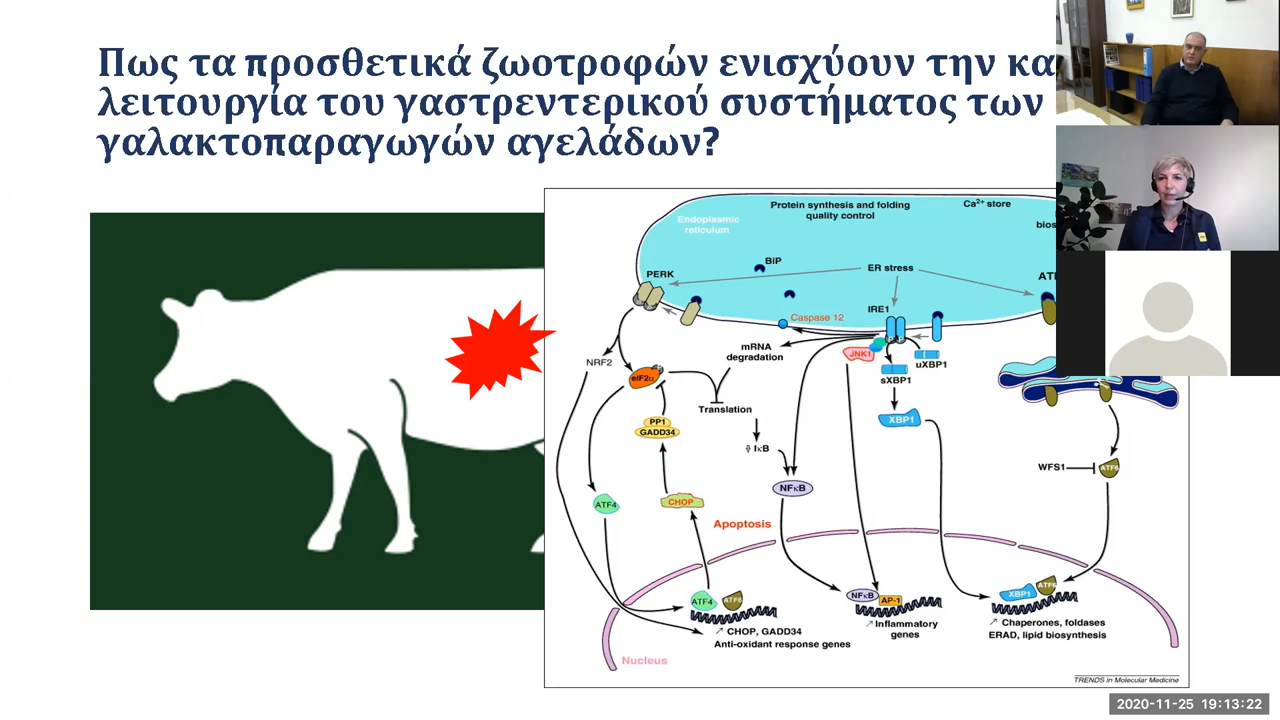 Πως τα προσθετικά ζωοτροφών ενισχύουν την
λειτουργία του γαστρεντερικού συστήματος των
γαλακτοπαραγωγών αγελάδων?
Endoplasmic
reticulum
Protein synthesis and folding
quality control
Ca2+ store
BiP
PERK
ER stress
IRE1
Caspase 12
JNK1
mRNA
degradation
uXBP1
sXBP1
NRF2
eIF2α
Translation
XBP1
PP1
GADD34
IκB
WFS1
ATF6
NFκB
ATF4
CHOP
Apoptosis
ATF4
ATF6
NFκB
AP-1
XBP1
ATF6
CHOP, GADD34
Anti-oxidant response genes
Inflammatory
genes
Chaperones, foldases
ERAD, lipid biosynthesis
Nucleus
TRENDS in Molecular Medicine
2020-11-25 19:13:22